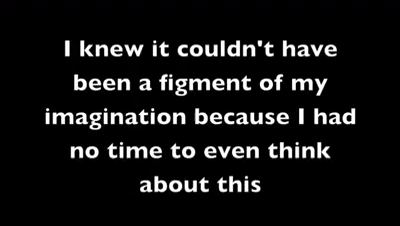 I knew it couldn't have
been a figment of my
imagination because I had
no time to even think
about this